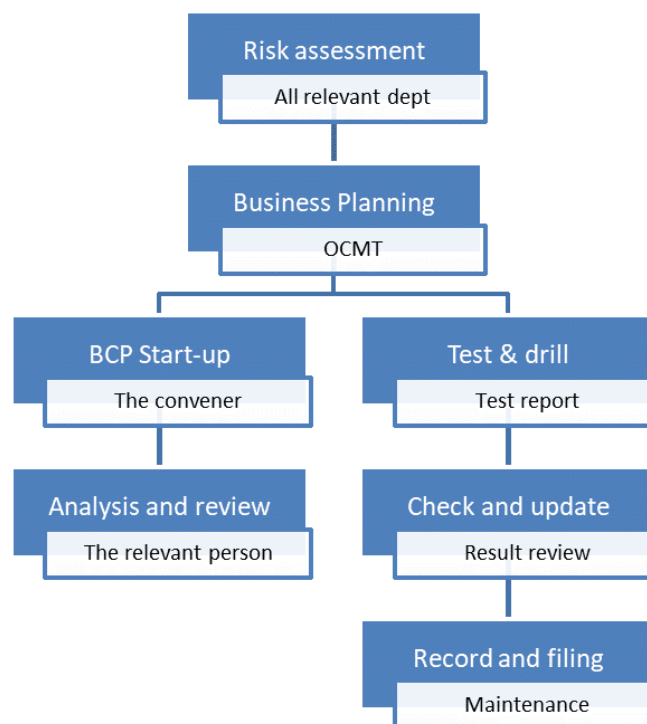 Risk assessment
All relevant dept
Business Planning
OCMT
BCP Start-up
The convener
Test & drill
Test report
Analysis and review
The relevant person
Check and update
Result review
Record and filing
Maintenance